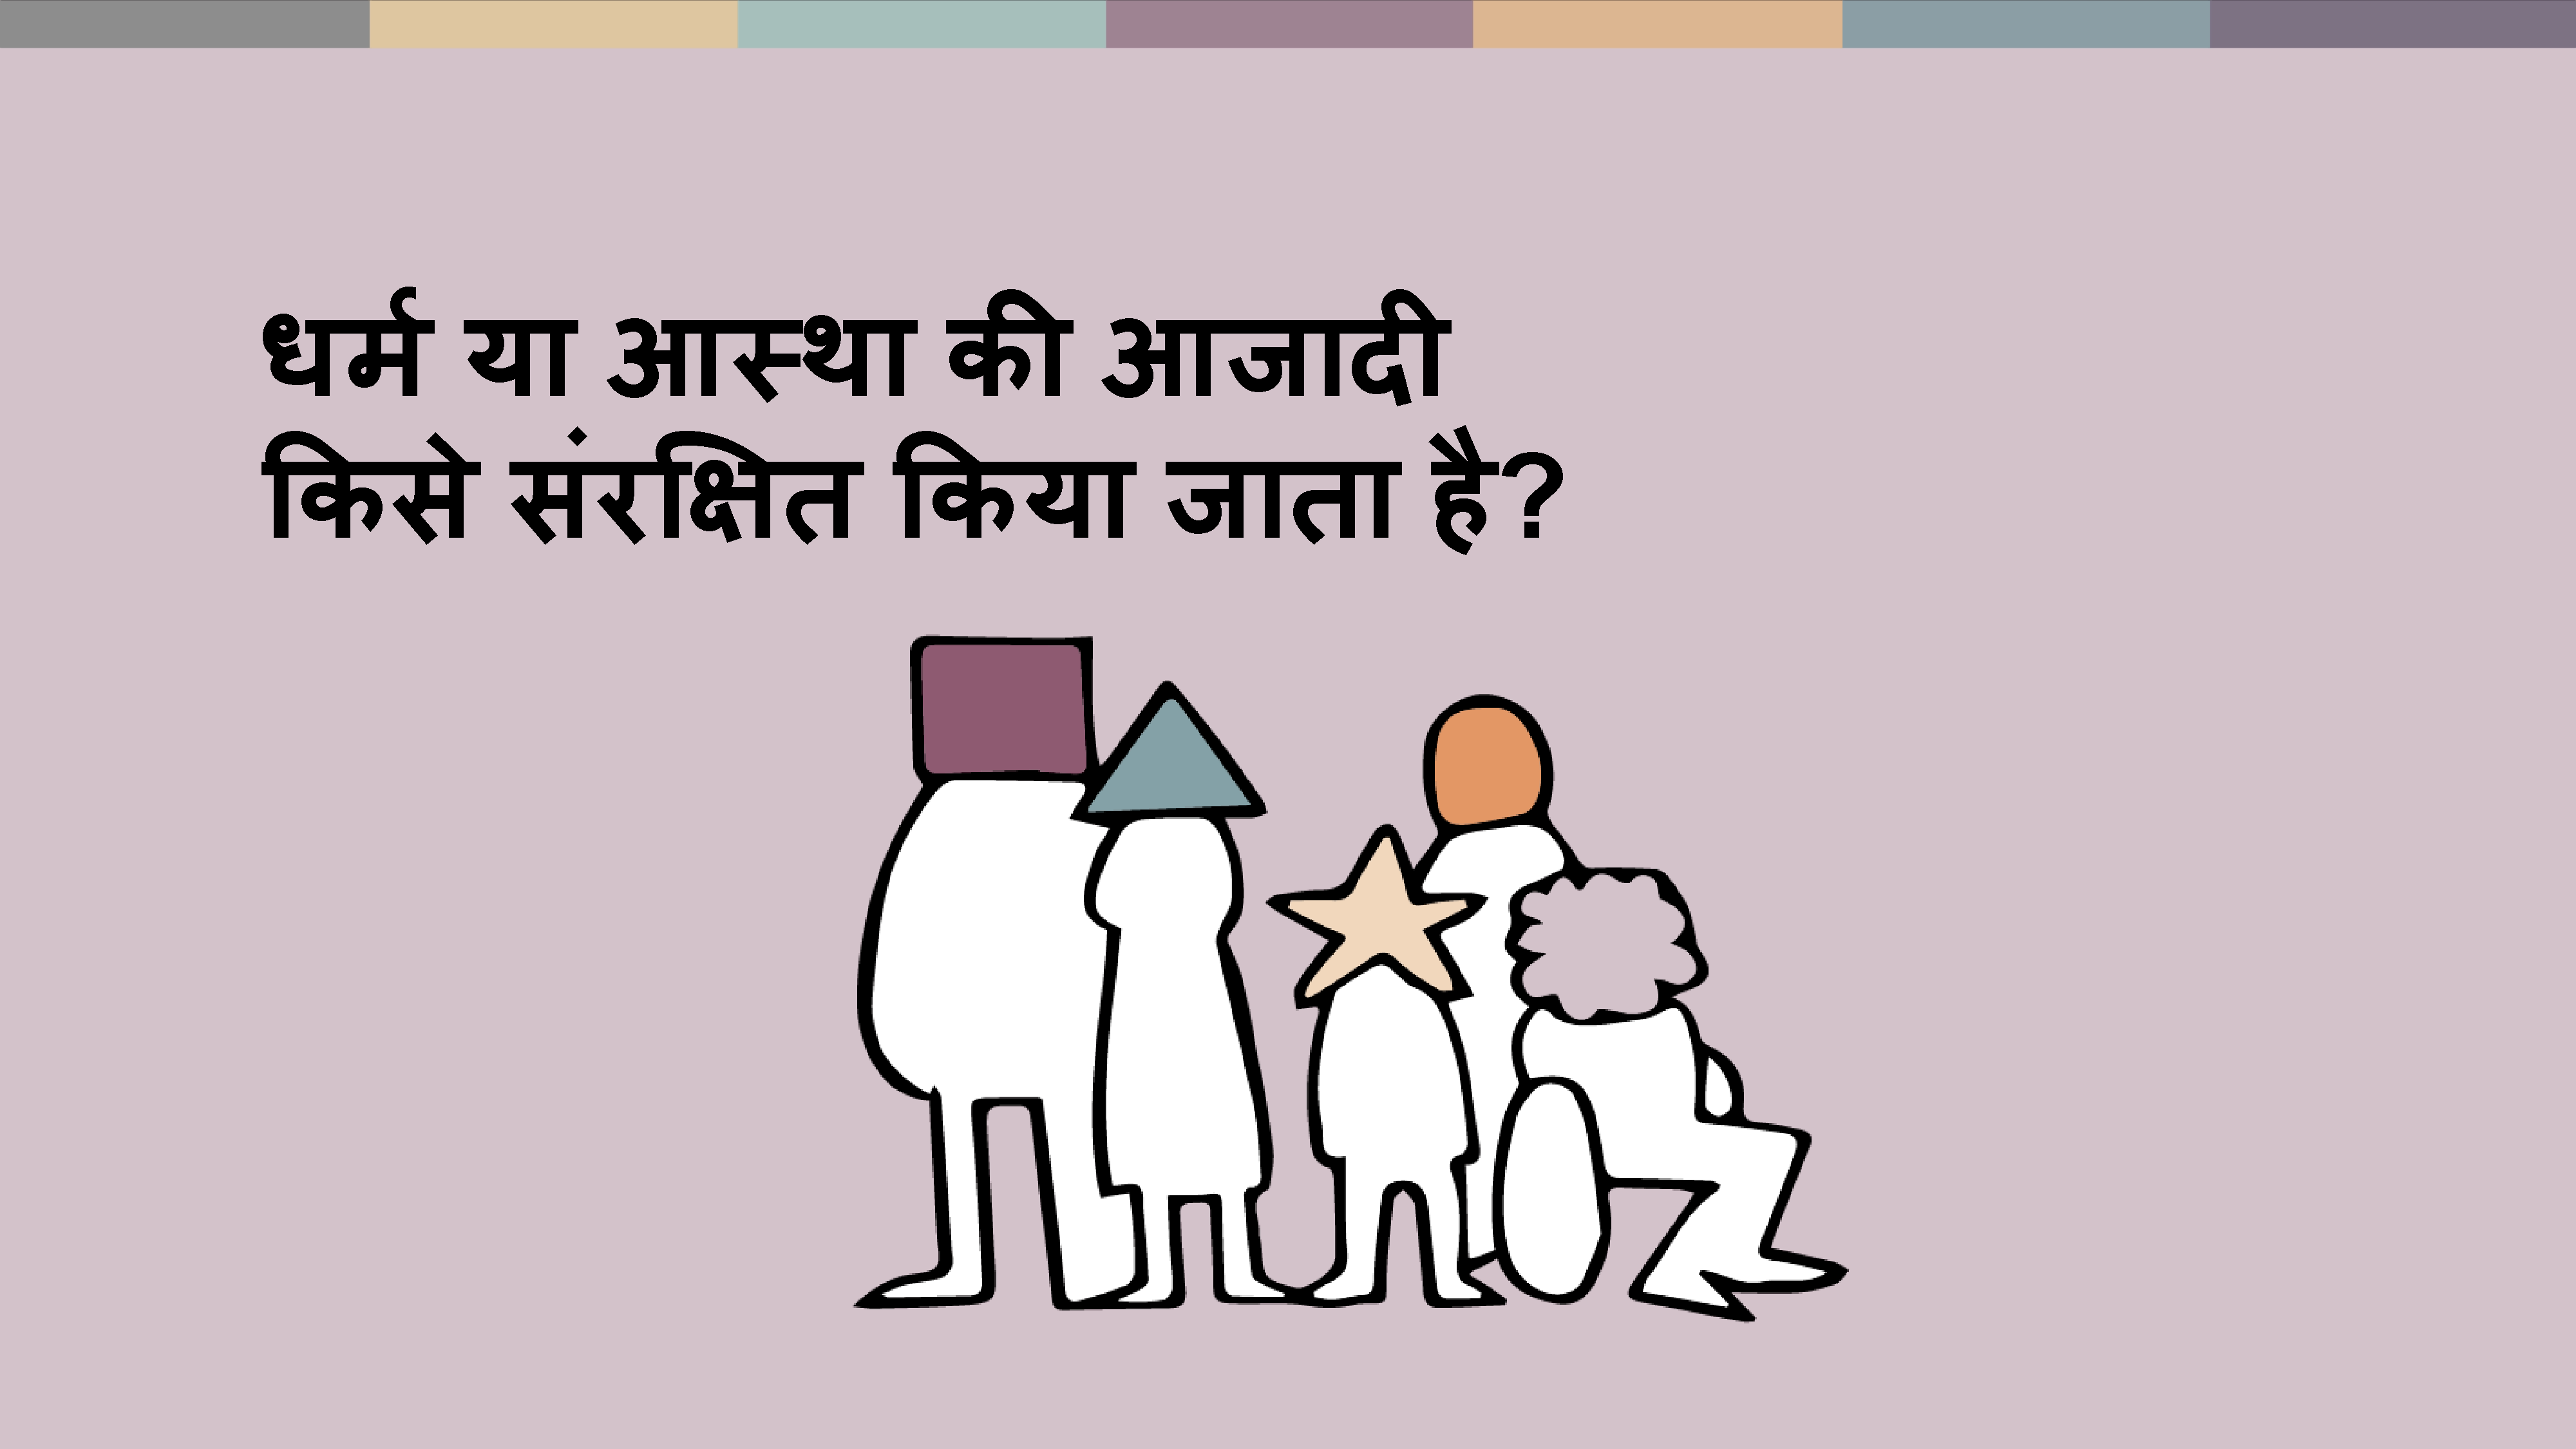 धर्म या आस्था की आजादी
किसे संरक्षित किया जाता है?